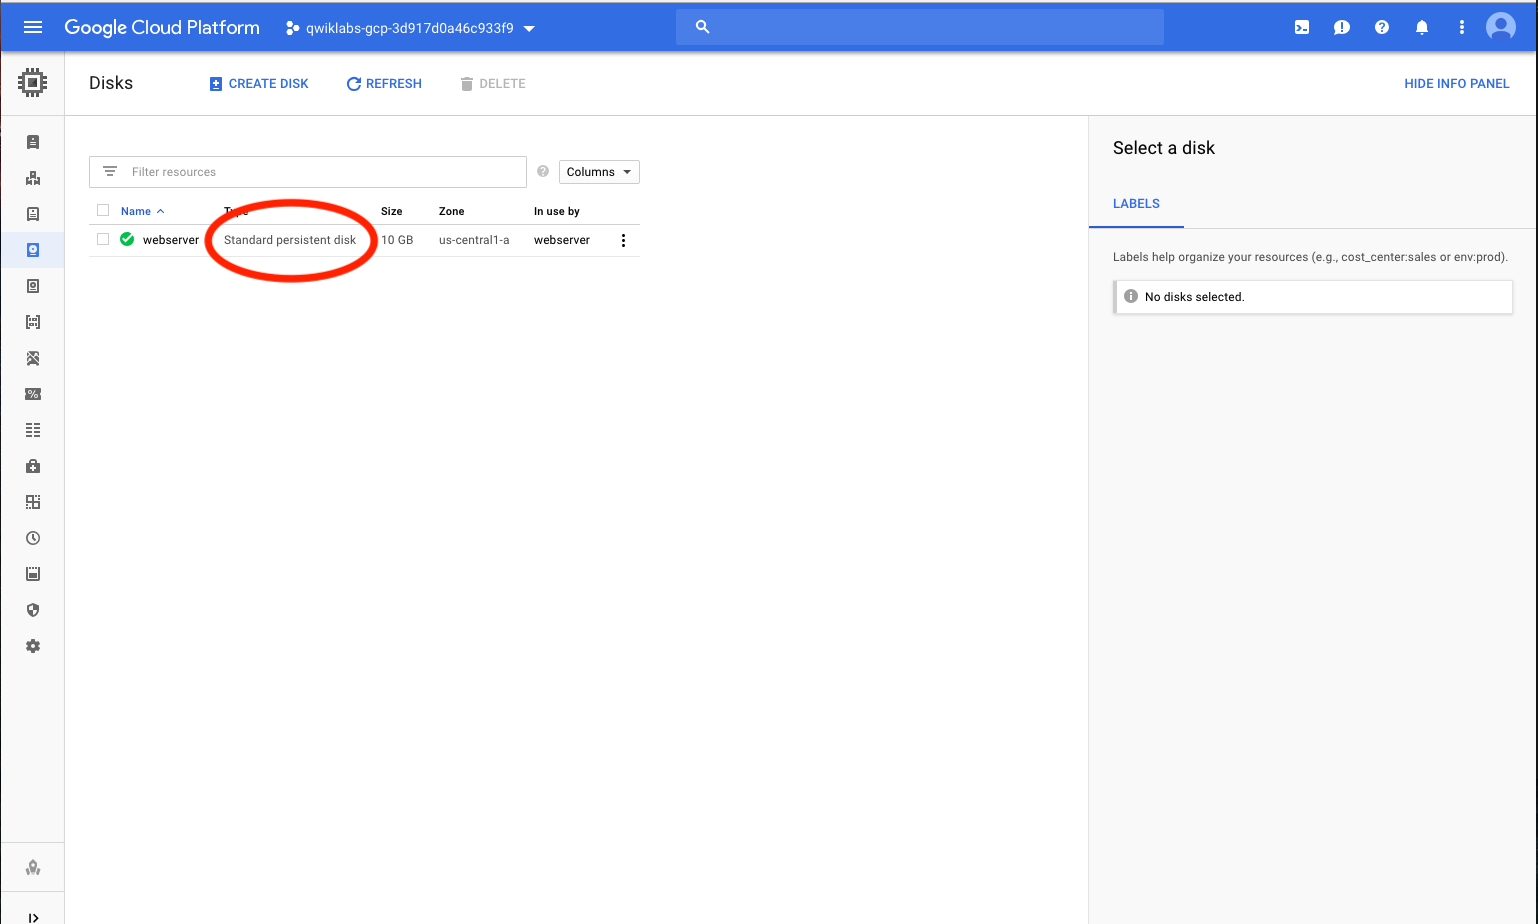 Google Cloud Platform qwiklabs-gcp-3d917d0a46c933f9
Disks CREATE DISK REFRESH DELETE HIDE INFO PANEL
Filter resources Columns
Name Type Size Zone In use by
webserver Standard persistent disk 10 GB us-central1-a webserver
Select a disk
LABELS
Labels help organize your resources (e.g., cost_center:sales or env:prod).
No disks selected.